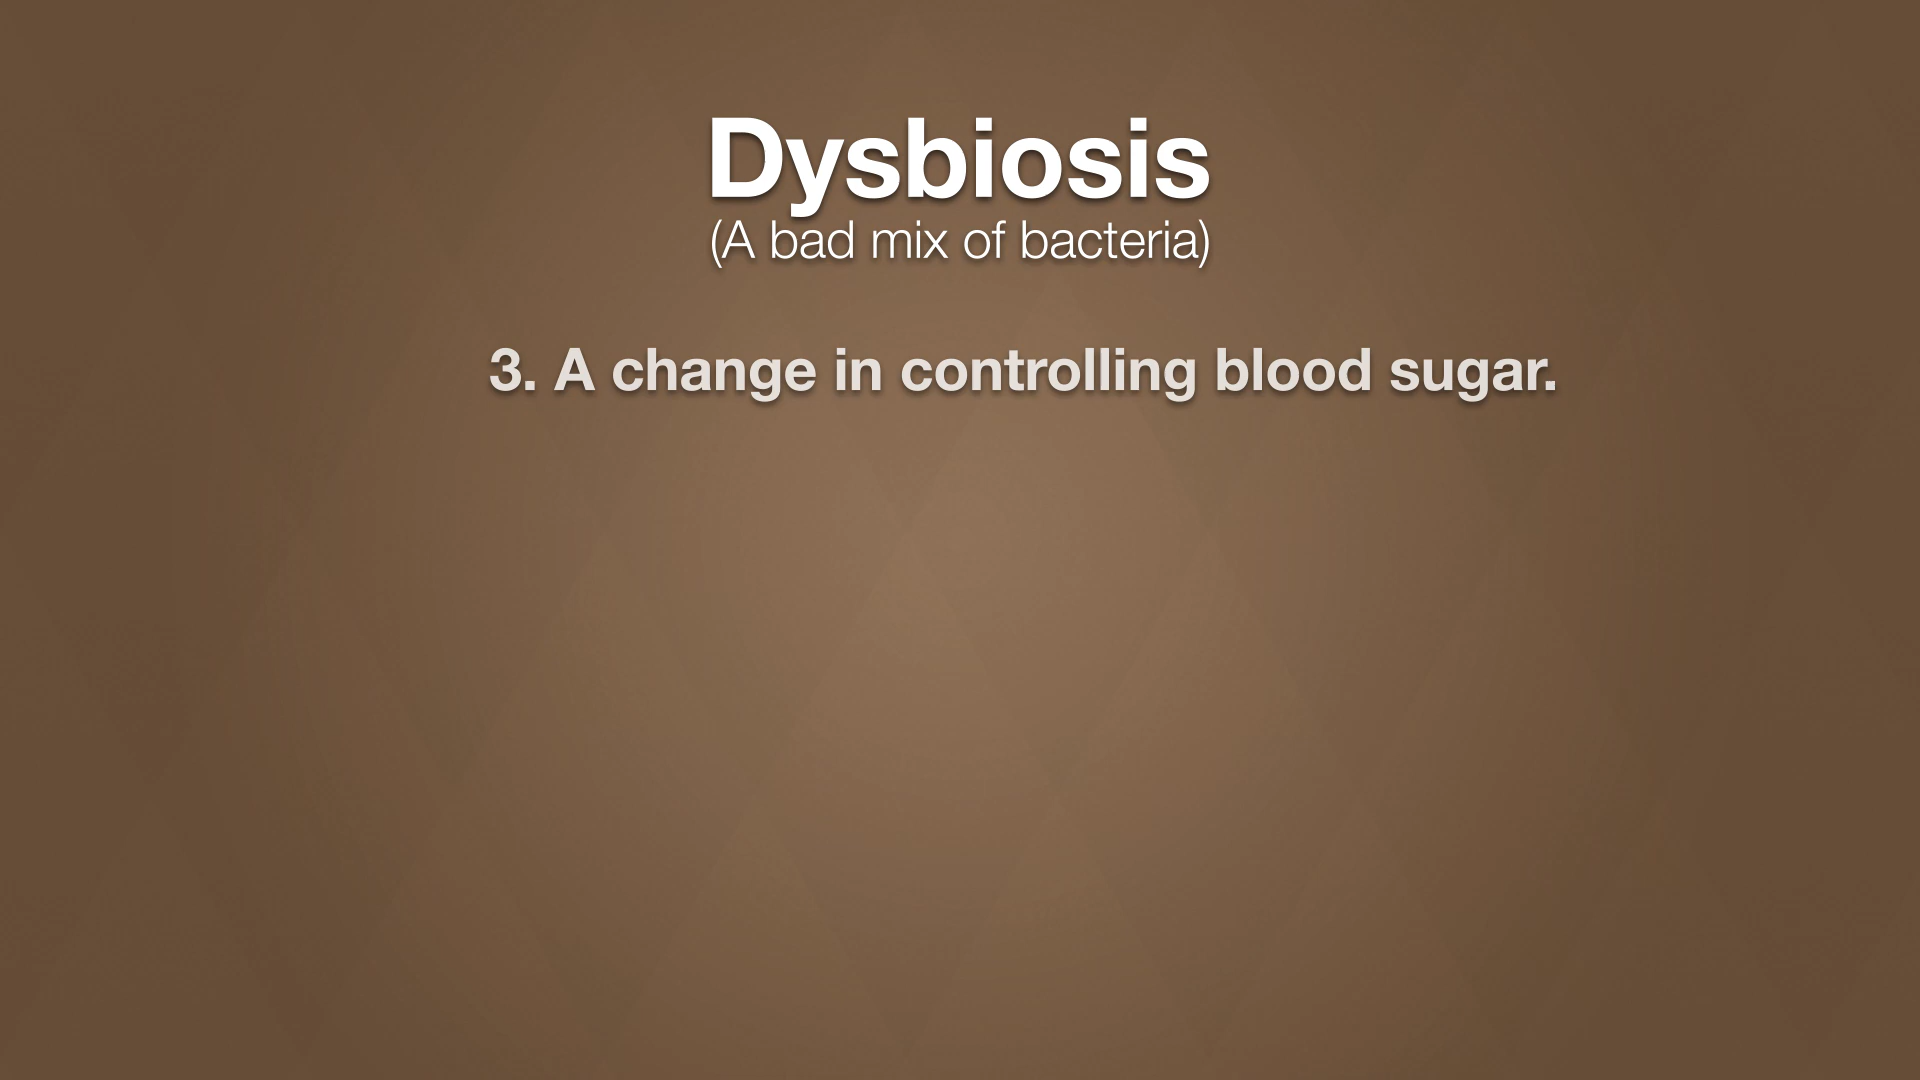 Dysbiosis
(A bad mix of bacteria)
3. A change in controlling blood sugar.